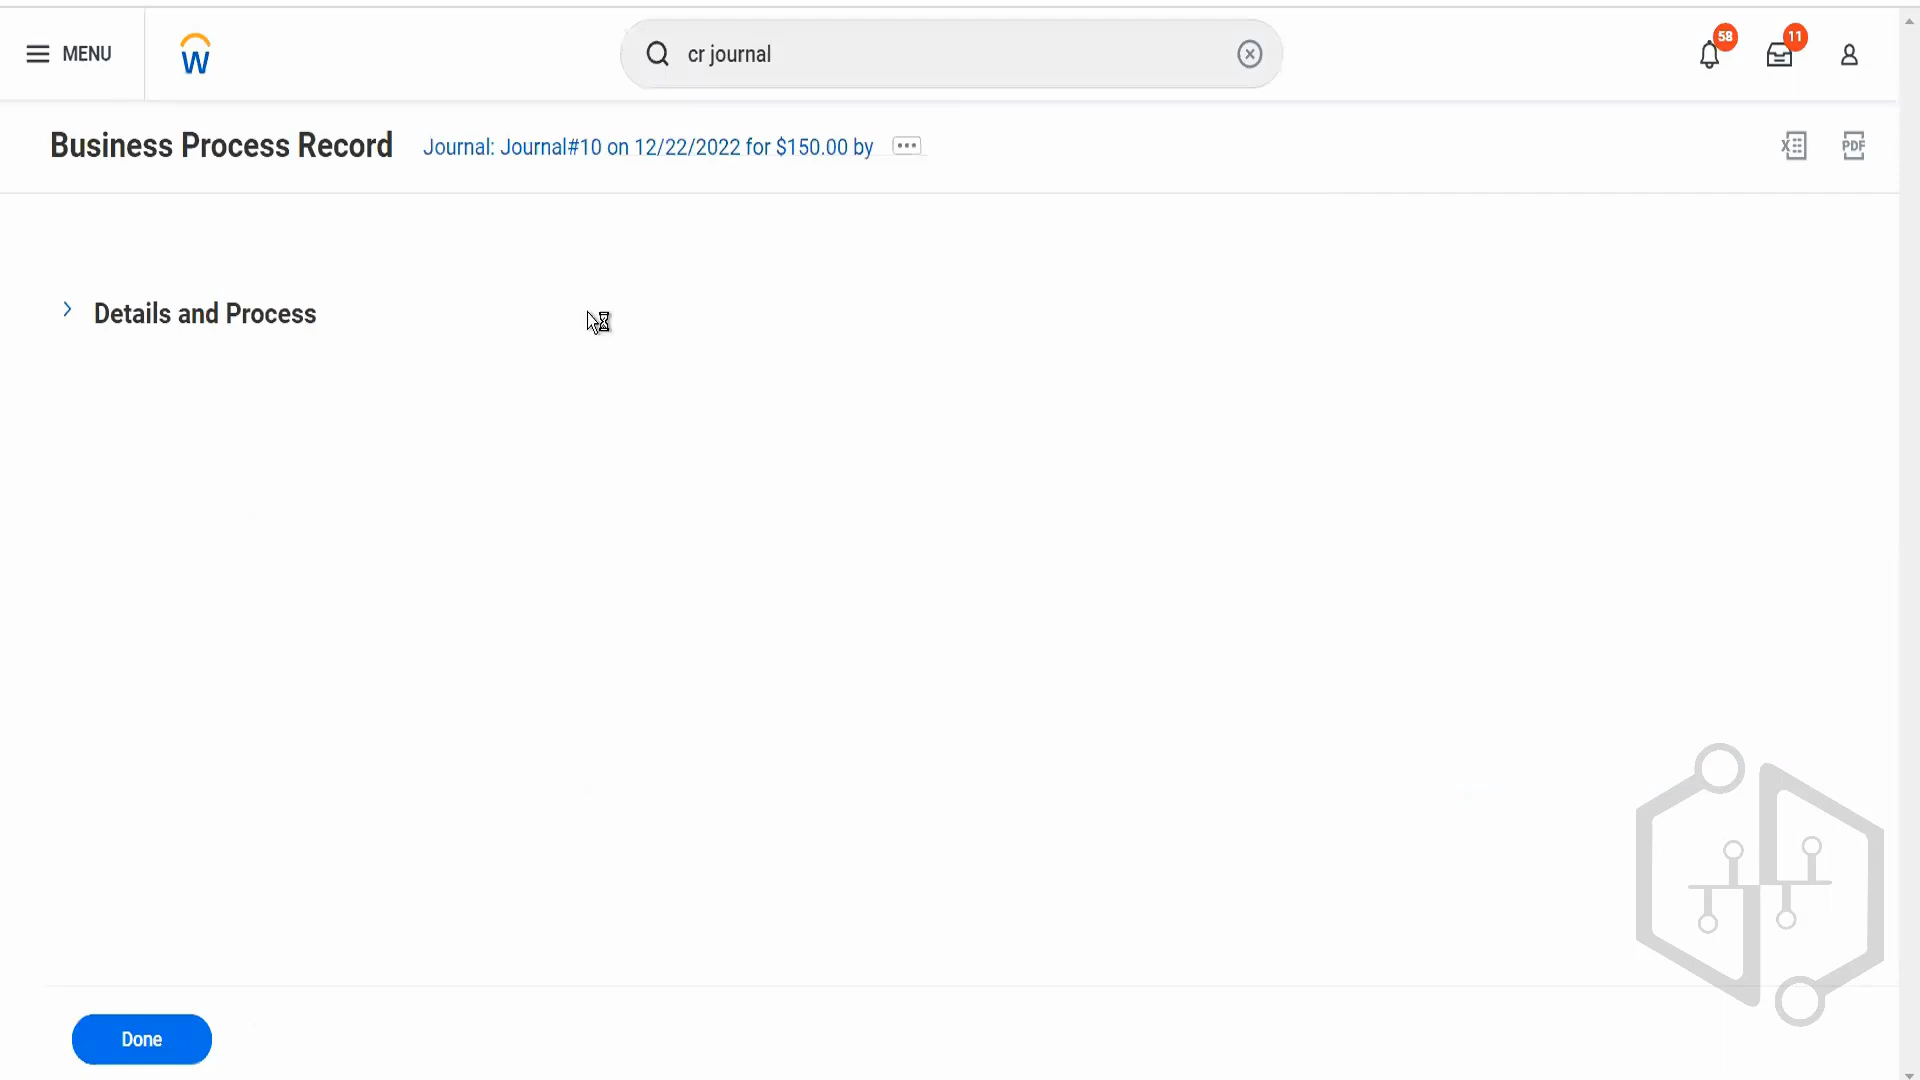 MENU
W
cr journal
58
11
Business Process Record
Journal: Journal#10 on 12/22/2022 for $150.00 by
X
PDF
Details and Process
Done